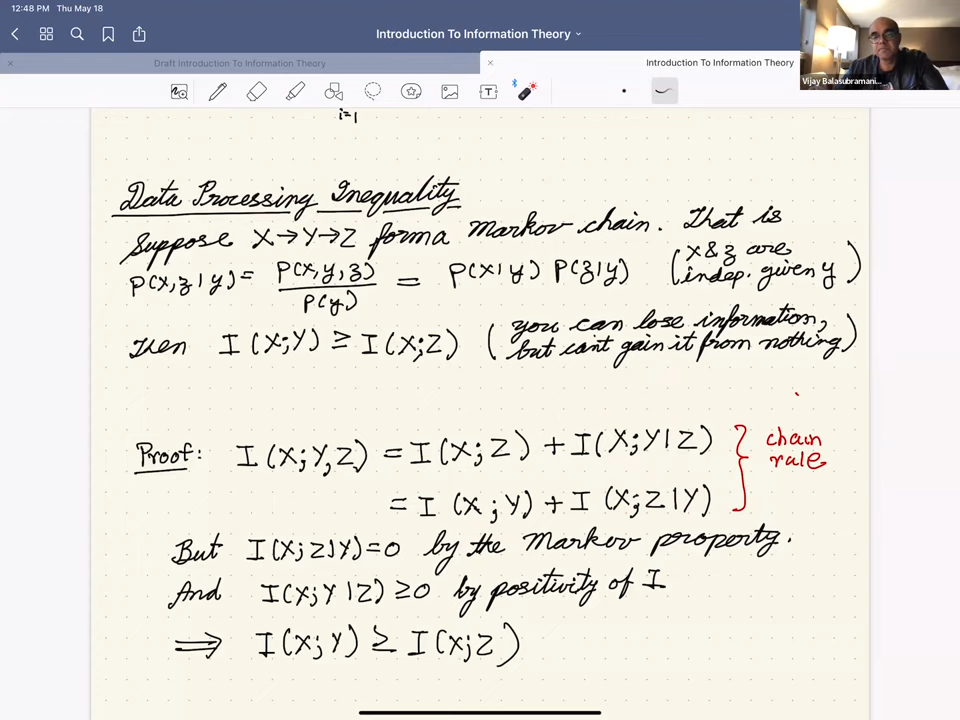 12:48 PM Thu May 18
Introduction To Information Theory
Draft Introduction To Information Theory
Introduction To Information Theory
Vijay Balasubramani...
i=1
Data Processing Inequality
Suppose X→Y→Z form a Markov chain. That is
P(x,z|y) = P(x,y,z) / P(y) = P(x|y) P(z|y) (x & z are indep. given y)
then I(X;Y) ≥ I(X;Z) (you can lose information, but can't gain it from nothing)
Proof: I(X;Y,Z) = I(X;Z) + I(X;Y|Z)
= I(X;Y) + I(X;Z|Y)
} chain rule
But I(X;Z|Y)=0 by the Markov property.
And I(X;Y|Z) ≥0 by positivity of I
⟹ I(X;Y) ≥ I(X;Z)